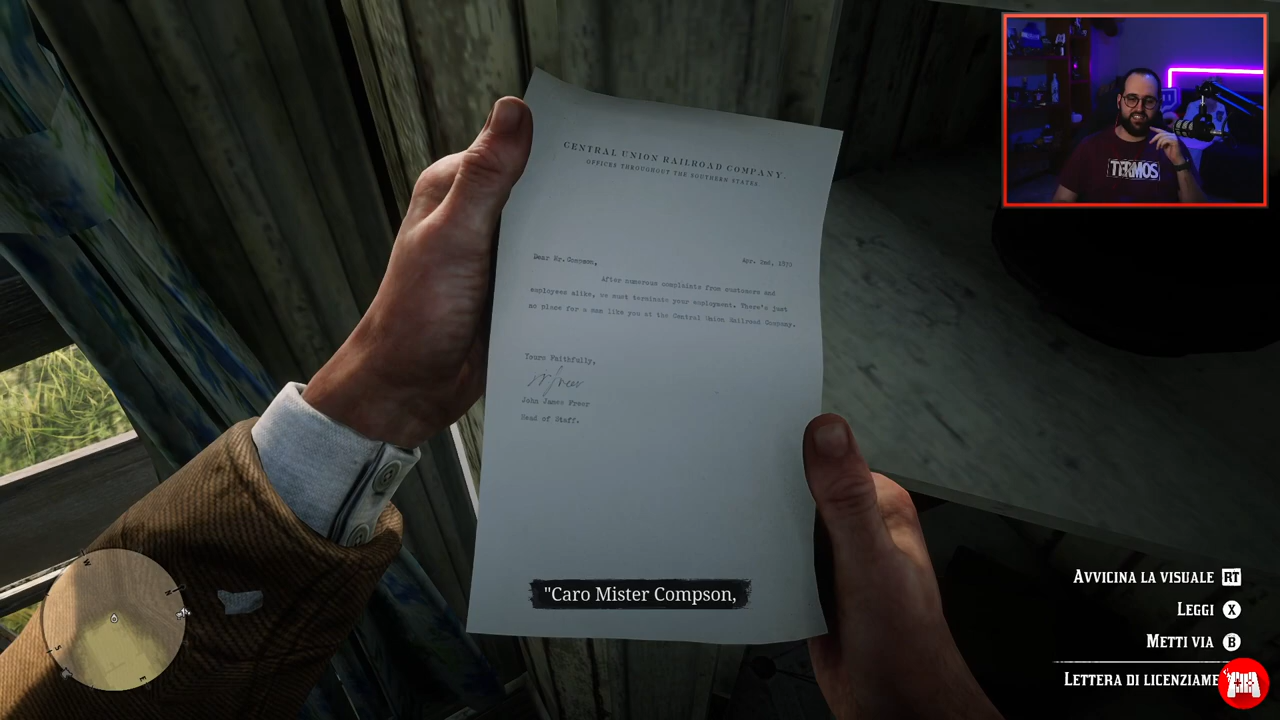 CENTRAL UNION RAILROAD COMPANY.
OFFICES THROUGHOUT THE SOUTHERN STATES
Apr. 2nd, 1870
Dear Mr. Compson,
After numerous complaints from customers and
employees alike, we must terminate your employment. There's just
no place for a man like you at the Central Union Railroad Company.
Yours Faithfully,
John James Freer
Head of Staff.
"Caro Mister Compson,
TERMOS
AVVICINA LA VISUALE RT
LEGGI X
METTI VIA B
LETTERA DI LICENZIAME
W
N
S
E